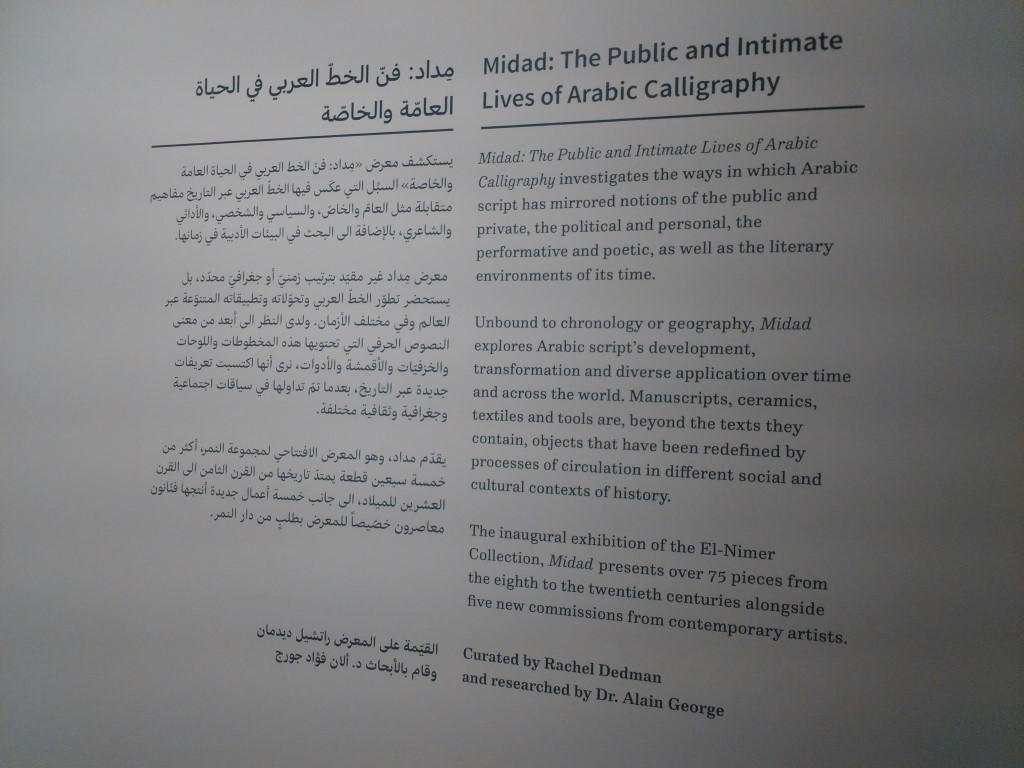 مِداد: فنّ الخطّ العربي في الحياة
العامّة والخاصّة
يستكشف معرض «مِداد: فنّ الخط العربي في الحياة العامة
والخاصة» السبُل التي عكَس فيها الخطّ العربي عبر التاريخ مفاهيم
متقابلة مثل العامّ والخاصّ، والسياسي والشخصي، والأدائي
والشاعري، بالإضافة الى البحث في البيئات الأدبية في زمانها.
معرض مِداد غير مقيّد بترتيب زمنيّ أو جغرافيّ محدّد، بل
يستحضر تطوّر الخطّ العربي وتحوّلاته وتطبيقاته المتنوّعة عبر
العالم وفي مختلف الأزمان. ولدى النظر الى أبعد من معنى
النصوص الحرفي التي تحتويها هذه المخطوطات واللوحات
والخزفيّات والأقمشة والأدوات، نرى أنها اكتسبت تعريفات
جديدة عبر التاريخ، بعدما تمّ تداولها في سياقات اجتماعية
وجغرافية وثقافية مختلفة.
يقدّم مداد، وهو المعرض الافتتاحي لمجموعة النمر، أكثر من
خمسة سبعين قطعة يمتدّ تاريخها من القرن الثامن الى القرن
العشرين للميلاد، الى جانب خمسة أعمال جديدة أنتجها فنّانون
معاصرون خصّيصاً للمعرض بطلبٍ من دار النمر.
القيّمة على المعرض راتشيل ديدمان
وقام بالأبحاث د. ألان فؤاد جورج
Midad: The Public and Intimate
Lives of Arabic Calligraphy
Midad: The Public and Intimate Lives of Arabic
Calligraphy investigates the ways in which Arabic
script has mirrored notions of the public and
private, the political and personal, the
performative and poetic, as well as the literary
environments of its time.
Unbound to chronology or geography, Midad
explores Arabic script's development,
transformation and diverse application over time
and across the world. Manuscripts, ceramics,
textiles and tools are, beyond the texts they
contain, objects that have been redefined by
processes of circulation in different social and
cultural contexts of history.
The inaugural exhibition of the El-Nimer
Collection, Midad presents over 75 pieces from
the eighth to the twentieth centuries alongside
five new commissions from contemporary artists.
Curated by Rachel Dedman
and researched by Dr. Alain George